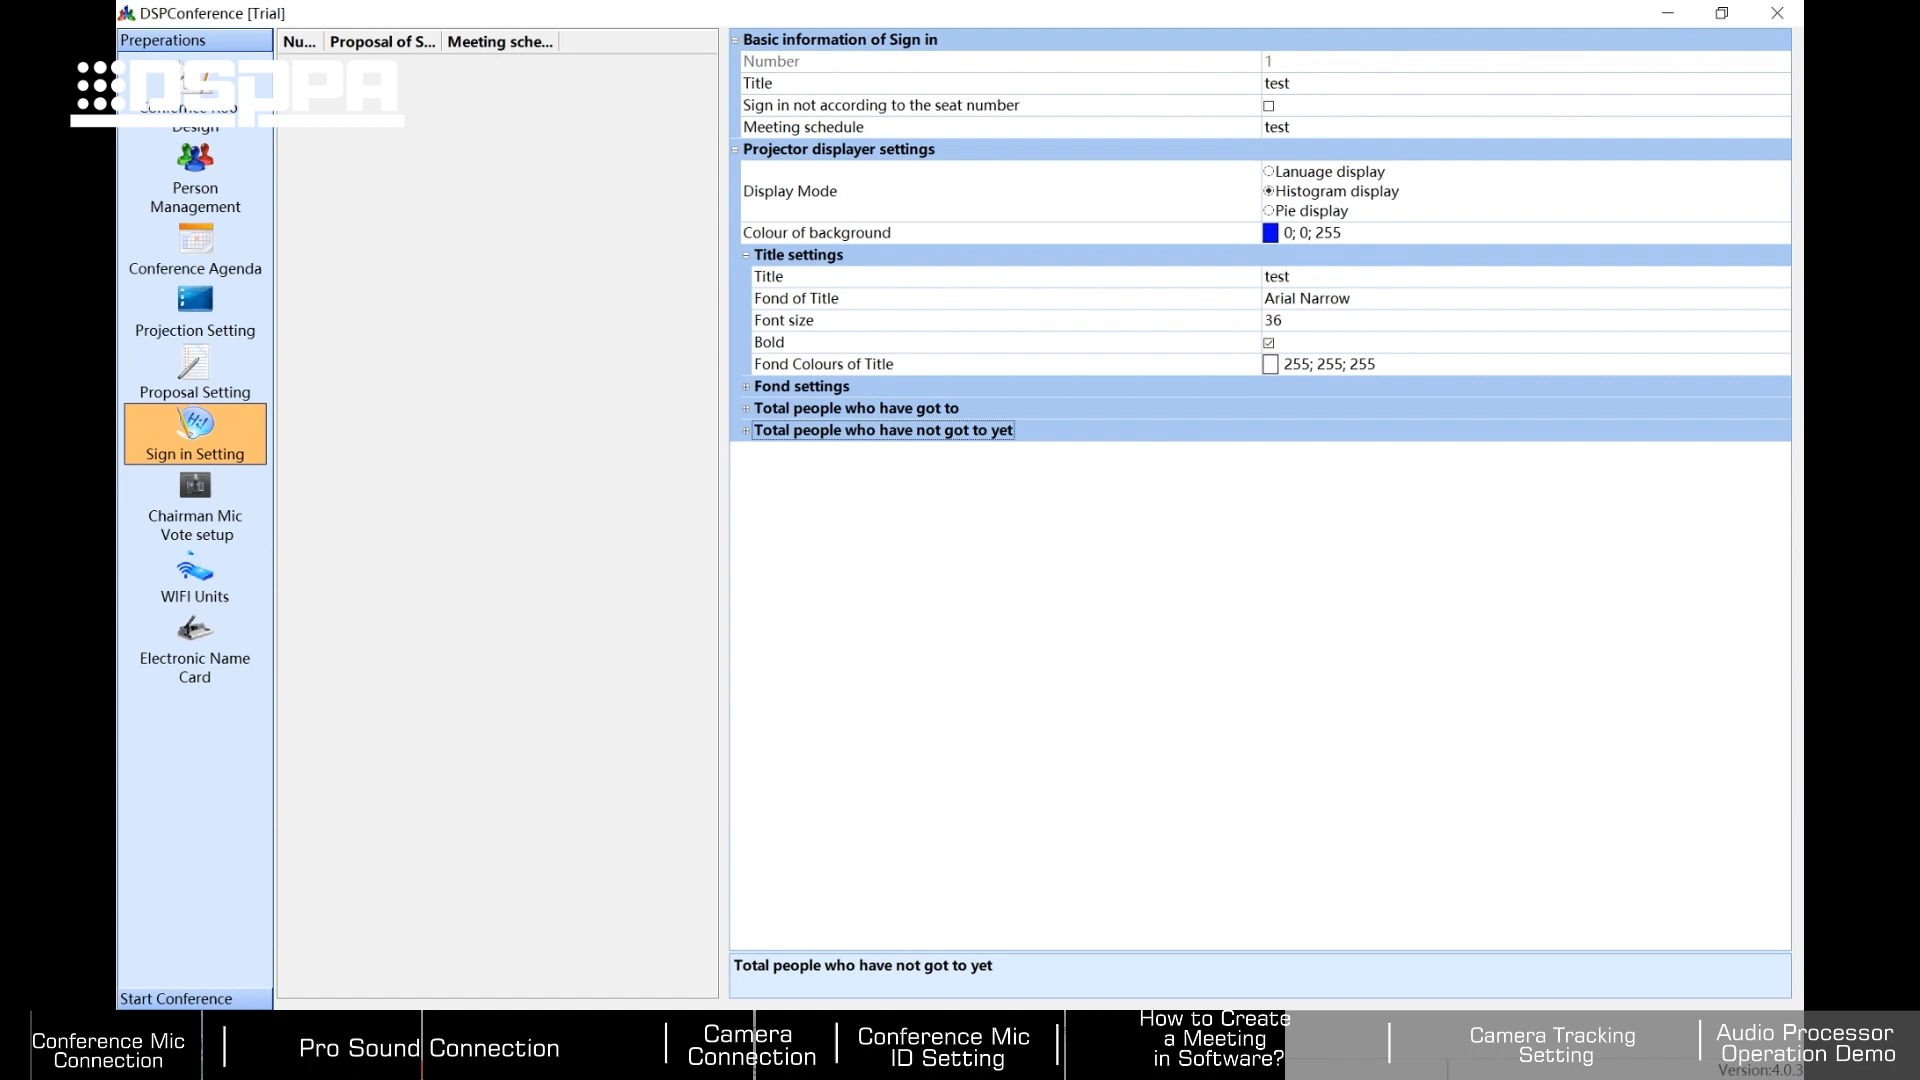 DSPConference [Trial]
Preperations
Nu...
Proposal of S...
Meeting sche...
DSPPA
Design
Person
Management
Conference Agenda
Projection Setting
Proposal Setting
Sign in Setting
Chairman Mic
Vote setup
WIFI Units
Electronic Name
Card
Start Conference
Basic information of Sign in
Number 1
Title test
Sign in not according to the seat number
Meeting schedule test
Projector displayer settings
Display Mode
Lanuage display
Histogram display
Pie display
Colour of background 0; 0; 255
Title settings
Title test
Fond of Title Arial Narrow
Font size 36
Bold
Fond Colours of Title 255; 255; 255
Fond settings
Total people who have got to
Total people who have not got to yet
Total people who have not got to yet
Conference Mic
Connection
Pro Sound Connection
Camera
Connection
Conference Mic
ID Setting
How to Create
a Meeting
in Software?
Camera Tracking
Setting
Audio Processor
Operation Demo
Version:4.0.3